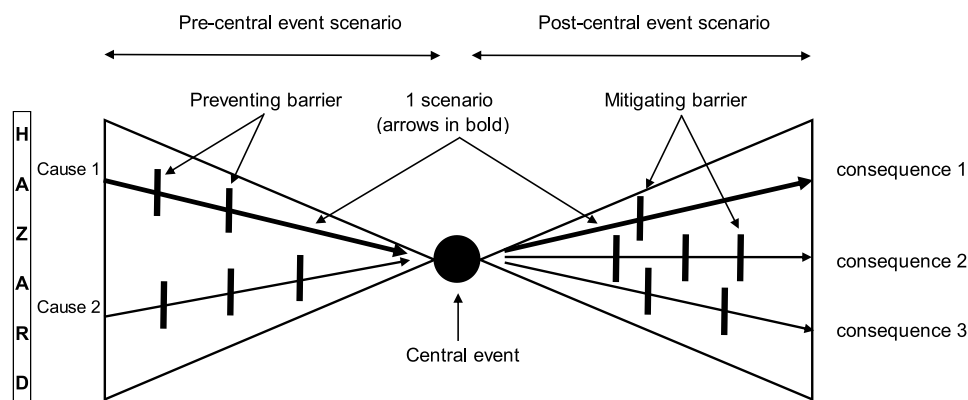 Pre-central event scenario
Post-central event scenario
Preventing barrier
1 scenario
(arrows in bold)
Mitigating barrier
H
A
Z
A
R
D
Cause 1
Cause 2
consequence 1
consequence 2
consequence 3
Central event